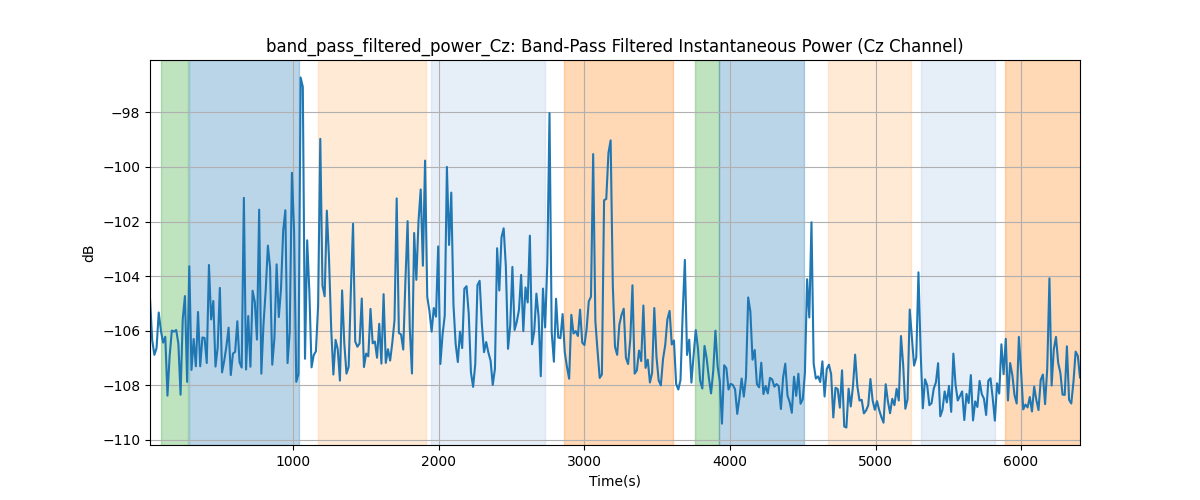 band_pass_filtered_power_Cz: Band-Pass Filtered Instantaneous Power (Cz Channel)
−98
−100
−102
−104
−106
−108
−110
dB
1000 2000 3000 4000 5000 6000
Time(s)